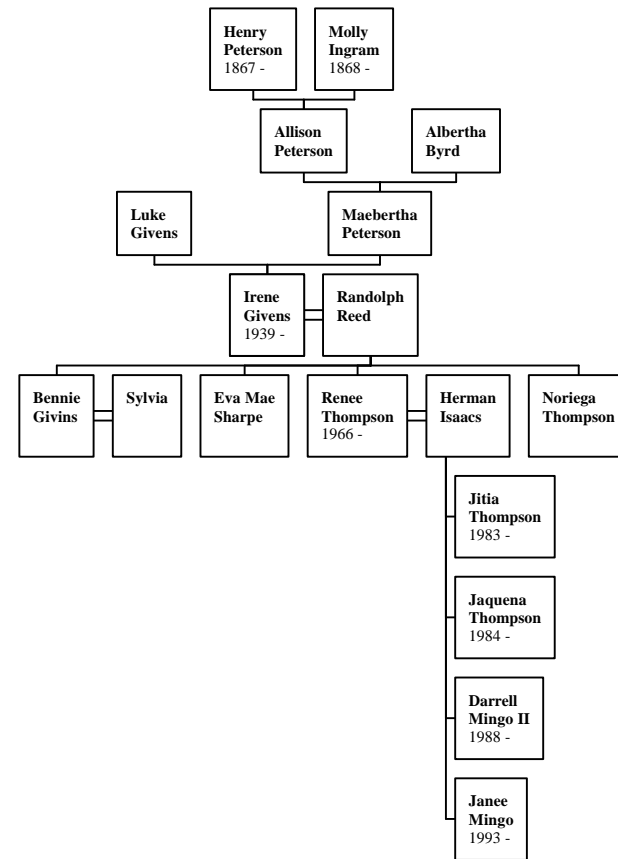 Henry
Peterson
1867 -
Molly
Ingram
1868 -
Allison
Peterson
Albertha
Byrd
Luke
Givens
Maebertha
Peterson
Irene
Givens
1939 -
Randolph
Reed
Bennie
Givins
Sylvia
Eva Mae
Sharpe
Renee
Thompson
1966 -
Herman
Isaacs
Noriega
Thompson
Jitia
Thompson
1983 -
Jaquena
Thompson
1984 -
Darrell
Mingo II
1988 -
Janee
Mingo
1993 -